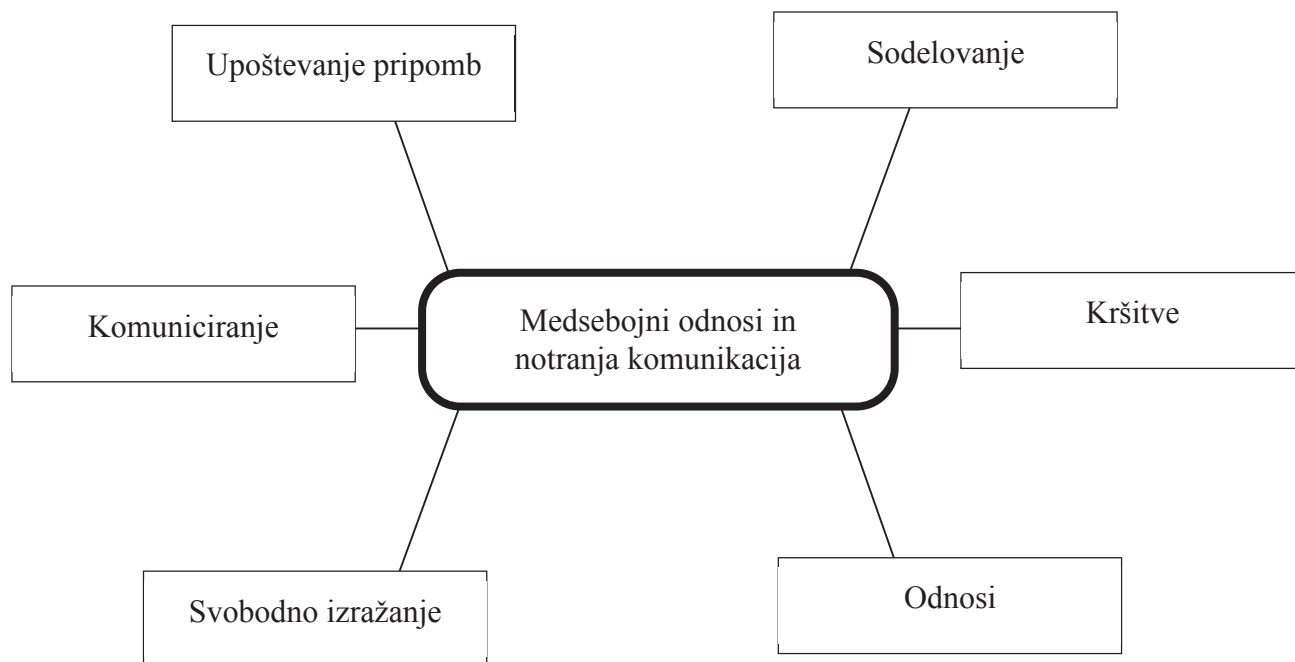 Upoštevanje pripomb
Sodelovanje
Komuniciranje
Medsebojni odnosi in
notranja komunikacija
Kršitve
Svobodno izražanje
Odnosi